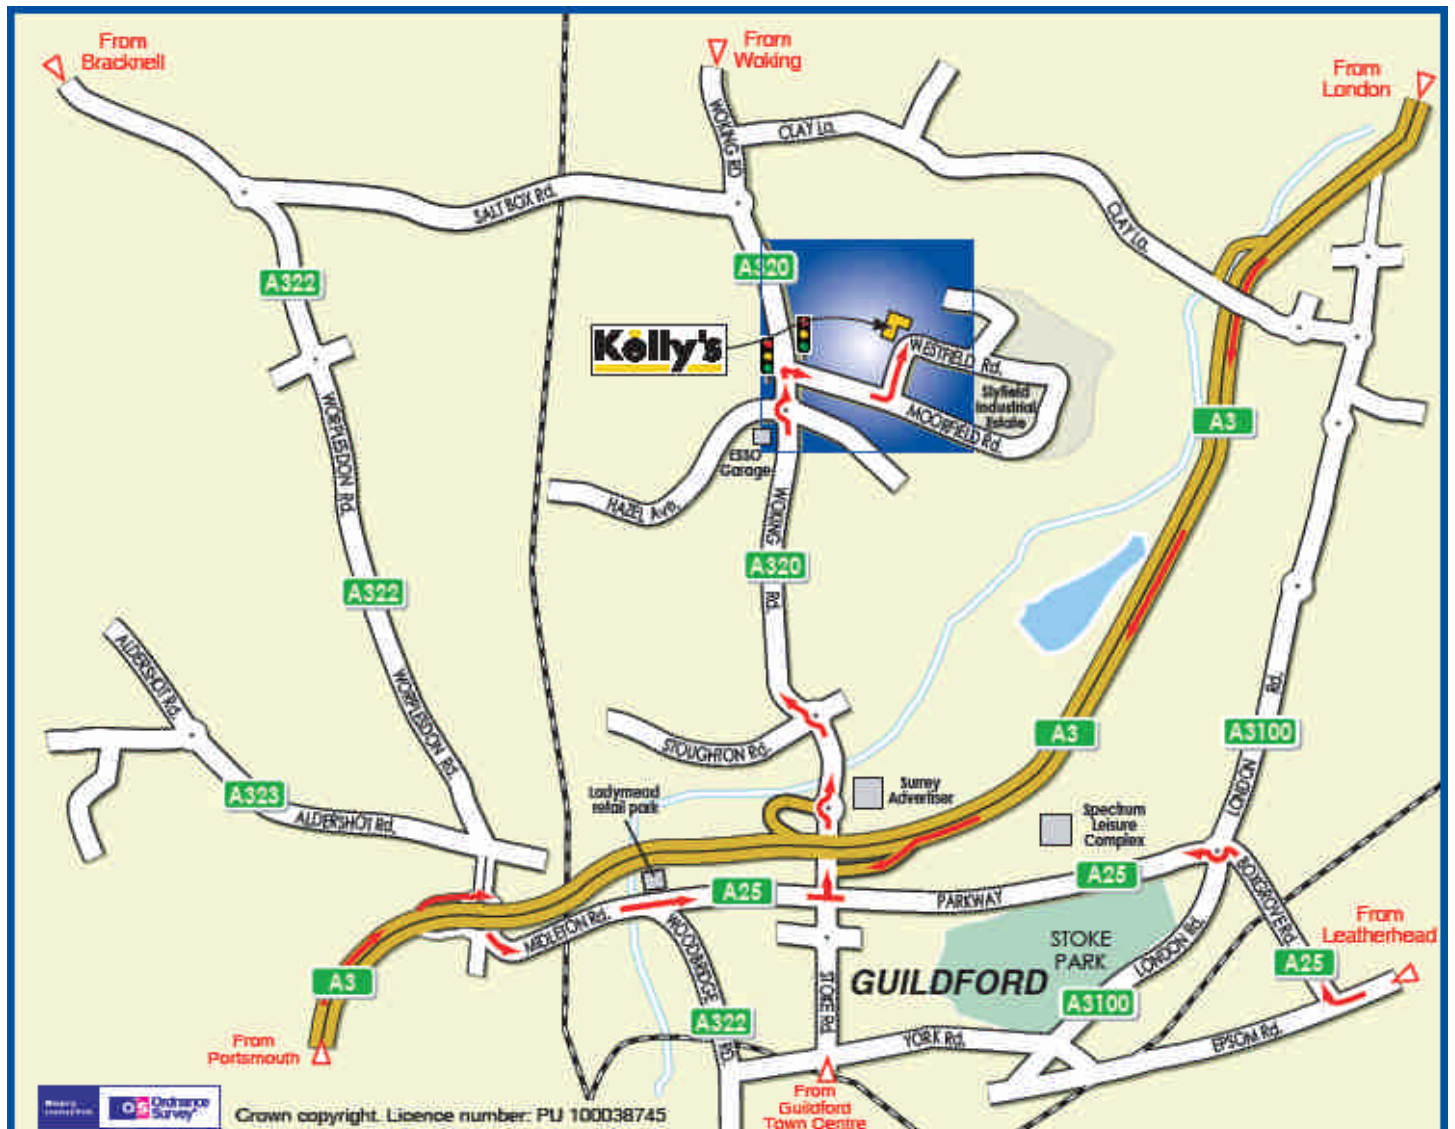 From
Bracknell
From
Woking
From
London
WOKING RD
CLAY La.
SALT BOX Rd.
CLAY La.
A320
A322
Kelly's
WESTFIELD Rd.
Slyfield
Industrial
Estate
MOORFIELD Rd.
A3
WORPLESDON Rd.
ESSO
Garage
HAZEL Ave.
WOKING
A320
Rd.
A322
ALDERSHOT Rd.
WORPLESDON Rd.
STOUGHTON Rd.
A3
A3100
Rd.
LONDON
A323
ALDERSHOT Rd.
Ladymead
retail park
Surrey
Advertiser
Spectrum
Leisure
Complex
A25
A25
PARKWAY
BOXGROVE Rd.
MIDLETON Rd.
WOODBRIDGE
Rd.
STOKE
PARK
LONDON Rd.
From
Leatherhead
A25
A3
GUILDFORD
STOKE Rd.
A3100
A322
YORK Rd.
EPSOM Rd.
From
Portsmouth
From
Guildford
Town Centre
OS Ordnance
Survey
Crown copyright. Licence number: PU 100038745